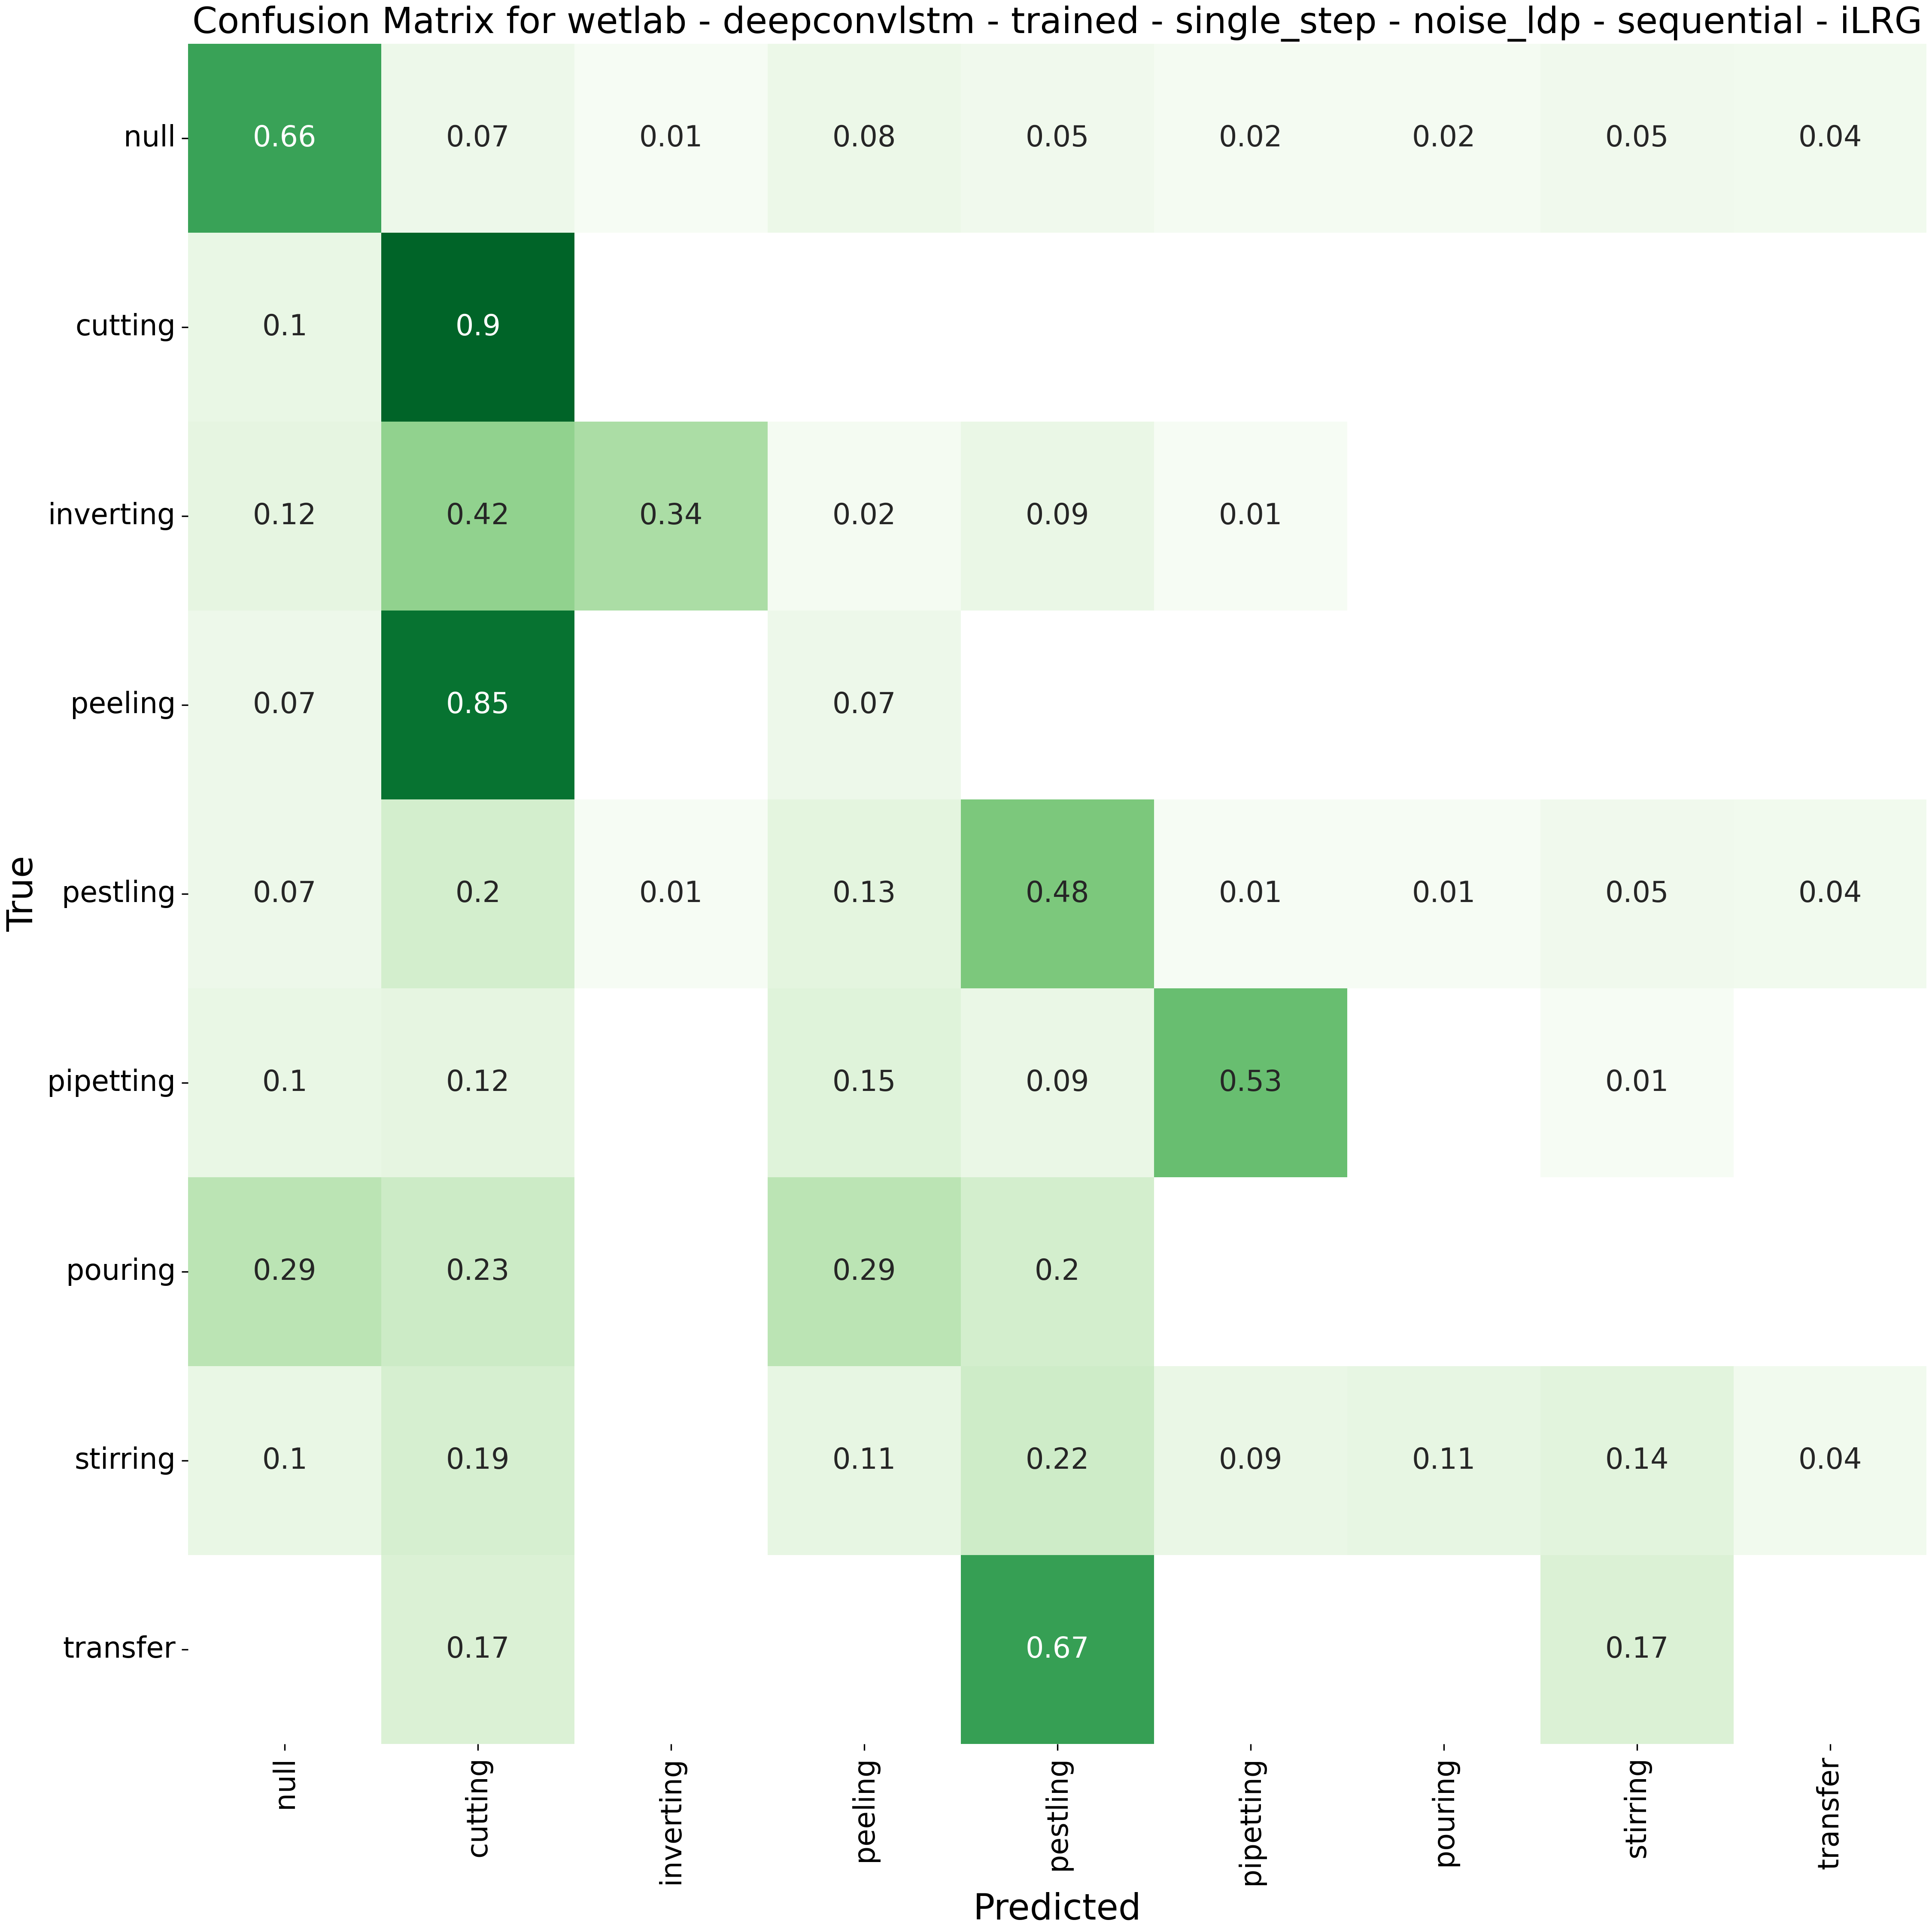 Confusion Matrix for wetlab - deepconvlstm - trained - single_step - noise_ldp - sequential - iLRG
null 0.66 0.07 0.01 0.08 0.05 0.02 0.02 0.05 0.04
cutting 0.1 0.9
inverting 0.12 0.42 0.34 0.02 0.09 0.01
peeling 0.07 0.85 0.07
pestling 0.07 0.2 0.01 0.13 0.48 0.01 0.01 0.05 0.04
pipetting 0.1 0.12 0.15 0.09 0.53 0.01
pouring 0.29 0.23 0.29 0.2
stirring 0.1 0.19 0.11 0.22 0.09 0.11 0.14 0.04
transfer 0.17 0.67 0.17
True
null cutting inverting peeling pestling pipetting pouring stirring transfer
Predicted